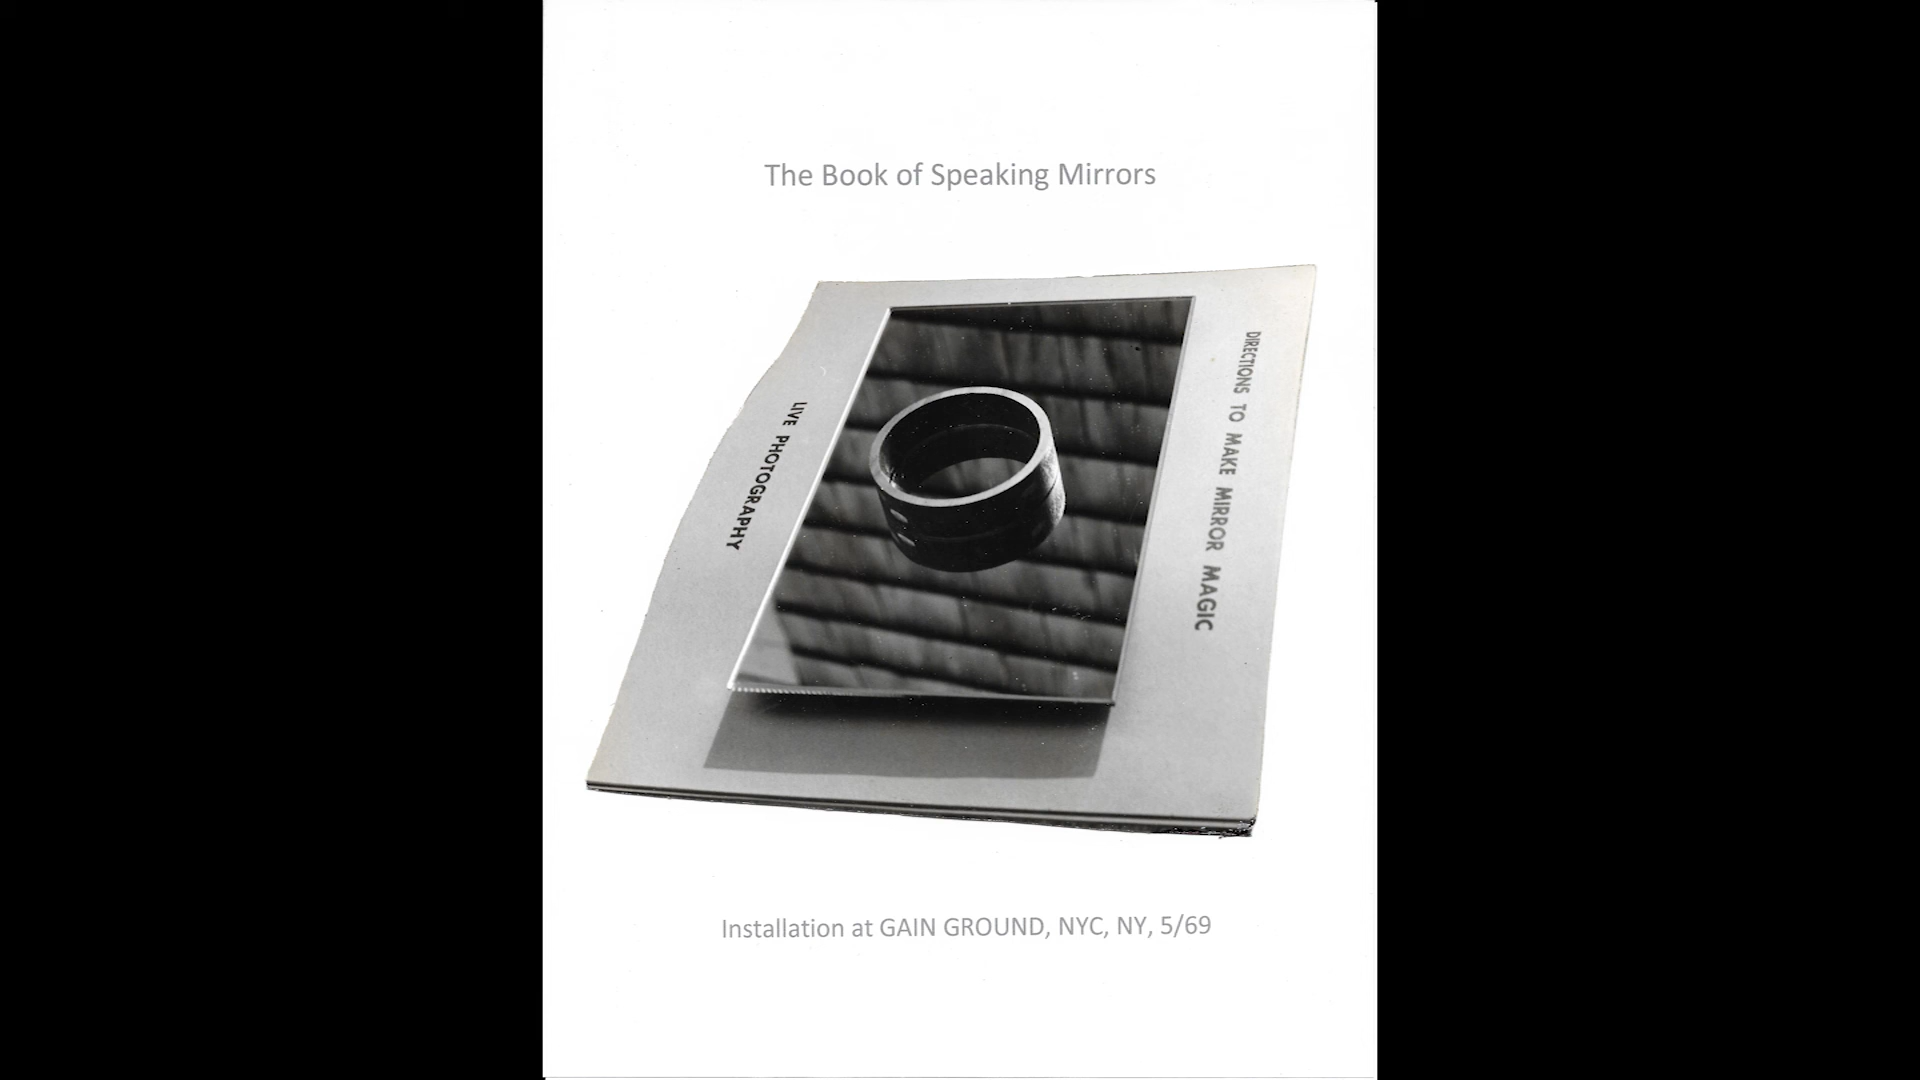 The Book of Speaking Mirrors
LIVE PHOTOGRAPHY
DIRECTIONS TO MAKE MIRROR MAGIC
Installation at GAIN GROUND, NYC, NY, 5/69